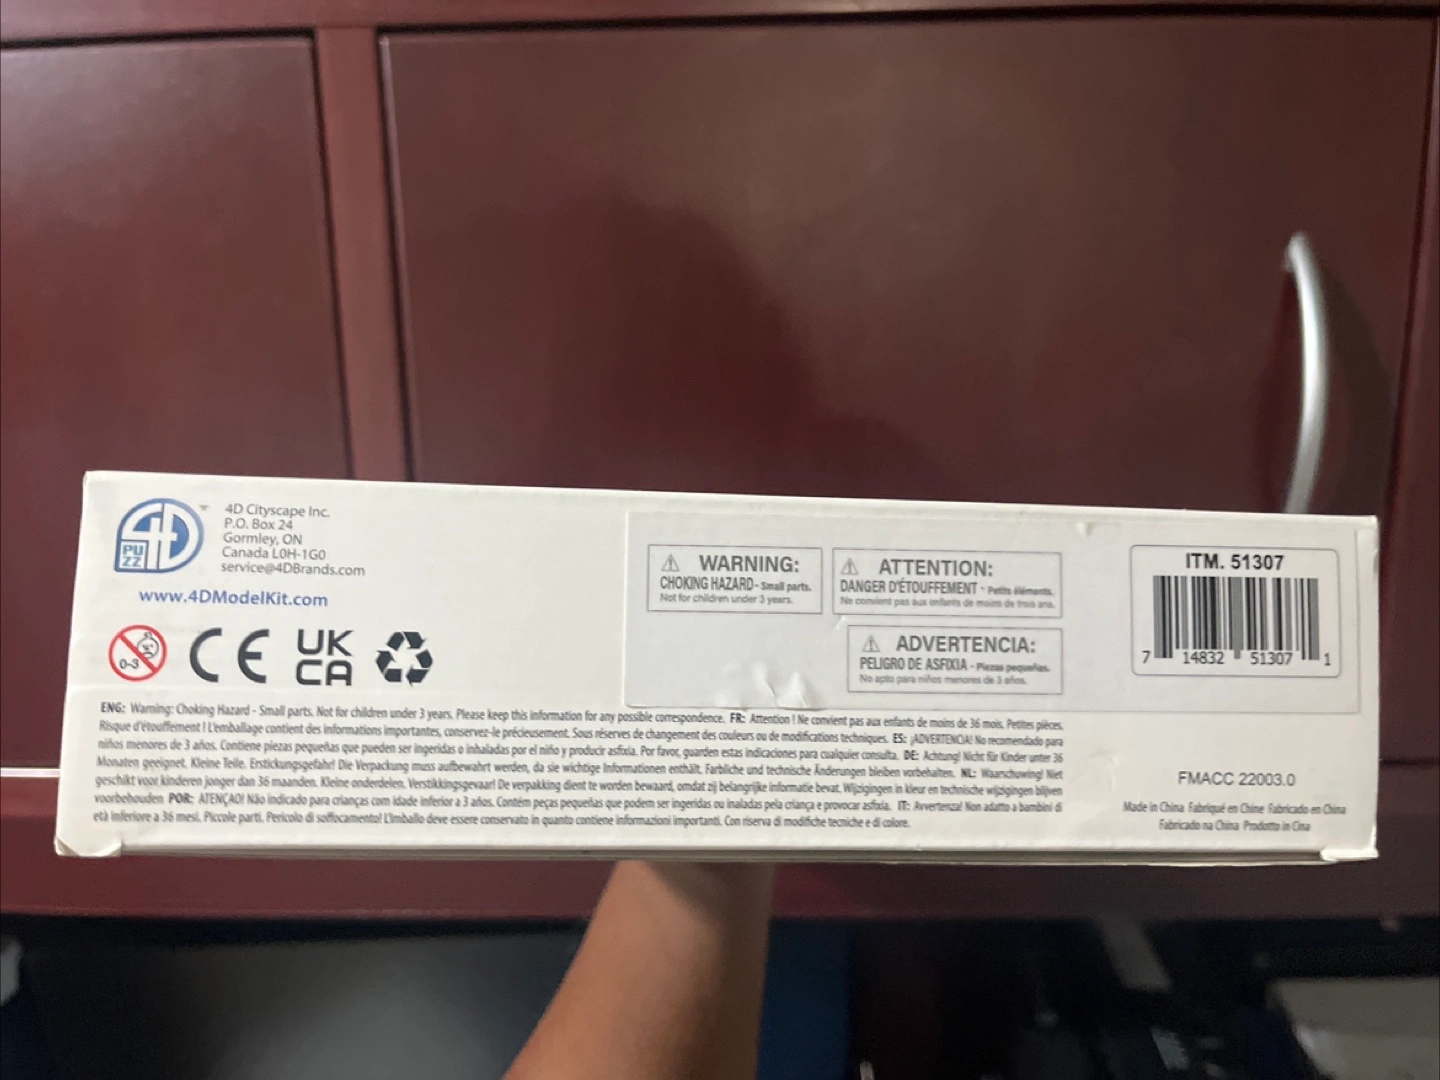 4D
PUZZ
4D Cityscape Inc.
P.O. Box 24
Gormley, ON
Canada L0H-1G0
service@4DBrands.com
www.4DModelKit.com
0-3
CE
UK
CA
WARNING:
CHOKING HAZARD - Small parts.
Not for children under 3 years.
ATTENTION:
DANGER D'ÉTOUFFEMENT - Petits éléments.
Ne convient pas aux enfants de moins de trois ans.
ADVERTENCIA:
PELIGRO DE ASFIXIA - Piezas pequeñas.
No apto para niños menores de 3 años.
ITM. 51307
7 14832 51307 1
ENG: Warning: Choking Hazard - Small parts. Not for children under 3 years. Please keep this information for any possible correspondence. FR: Attention ! Ne convient pas aux enfants de moins de 36 mois. Petites pièces.
Risque d'étouffement ! L'emballage contient des informations importantes, conservez-le précieusement. Sous réserves de changement des couleurs ou de modifications techniques. ES: ¡ADVERTENCIA! No recomendado para
niños menores de 3 años. Contiene piezas pequeñas que pueden ser ingeridas o inhaladas por el niño y producir asfixia. Por favor, guarden estas indicaciones para cualquier consulta. DE: Achtung! Nicht für Kinder unter 36
Monaten geeignet. Kleine Teile. Erstickungsgefahr! Die Verpackung muss aufbewahrt werden, da sie wichtige Informationen enthält. Farbliche und technische Änderungen bleiben vorbehalten. NL: Waarschuwing! Niet
geschikt voor kinderen jonger dan 36 maanden. Kleine onderdelen. Verstikkingsgevaar! De verpakking dient te worden bewaard, omdat zij belangrijke informatie bevat. Wijzigingen in kleur en technische wijzigingen blijven
voorbehouden POR: ATENÇAO! Não indicado para crianças com idade inferior a 3 años. Contém peças pequeñas que podem ser ingeridas ou inaladas pela criança e provocar asfixia. IT: Avvertenza! Non adatto a bambini di
età inferiore a 36 mesi. Piccole parti. Pericolo di soffocamento! L'imballo deve essere conservato in quanto contiene informazioni importanti. Con riserva di modifiche tecniche e di colore.
FMACC 22003.0
Made in China Fabriqué en Chine Fabricado en China
Fabricado na China Prodotto in Cina